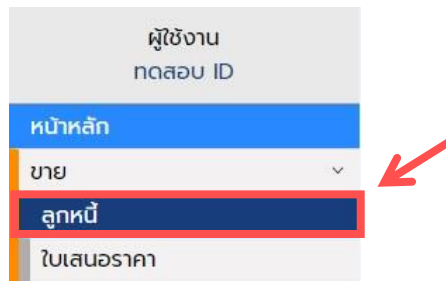 ผู้ใช้งาน
ทดสอบ ID
หน้าหลัก
ขาย
ลูกหนี้
ใบเสนอราคา